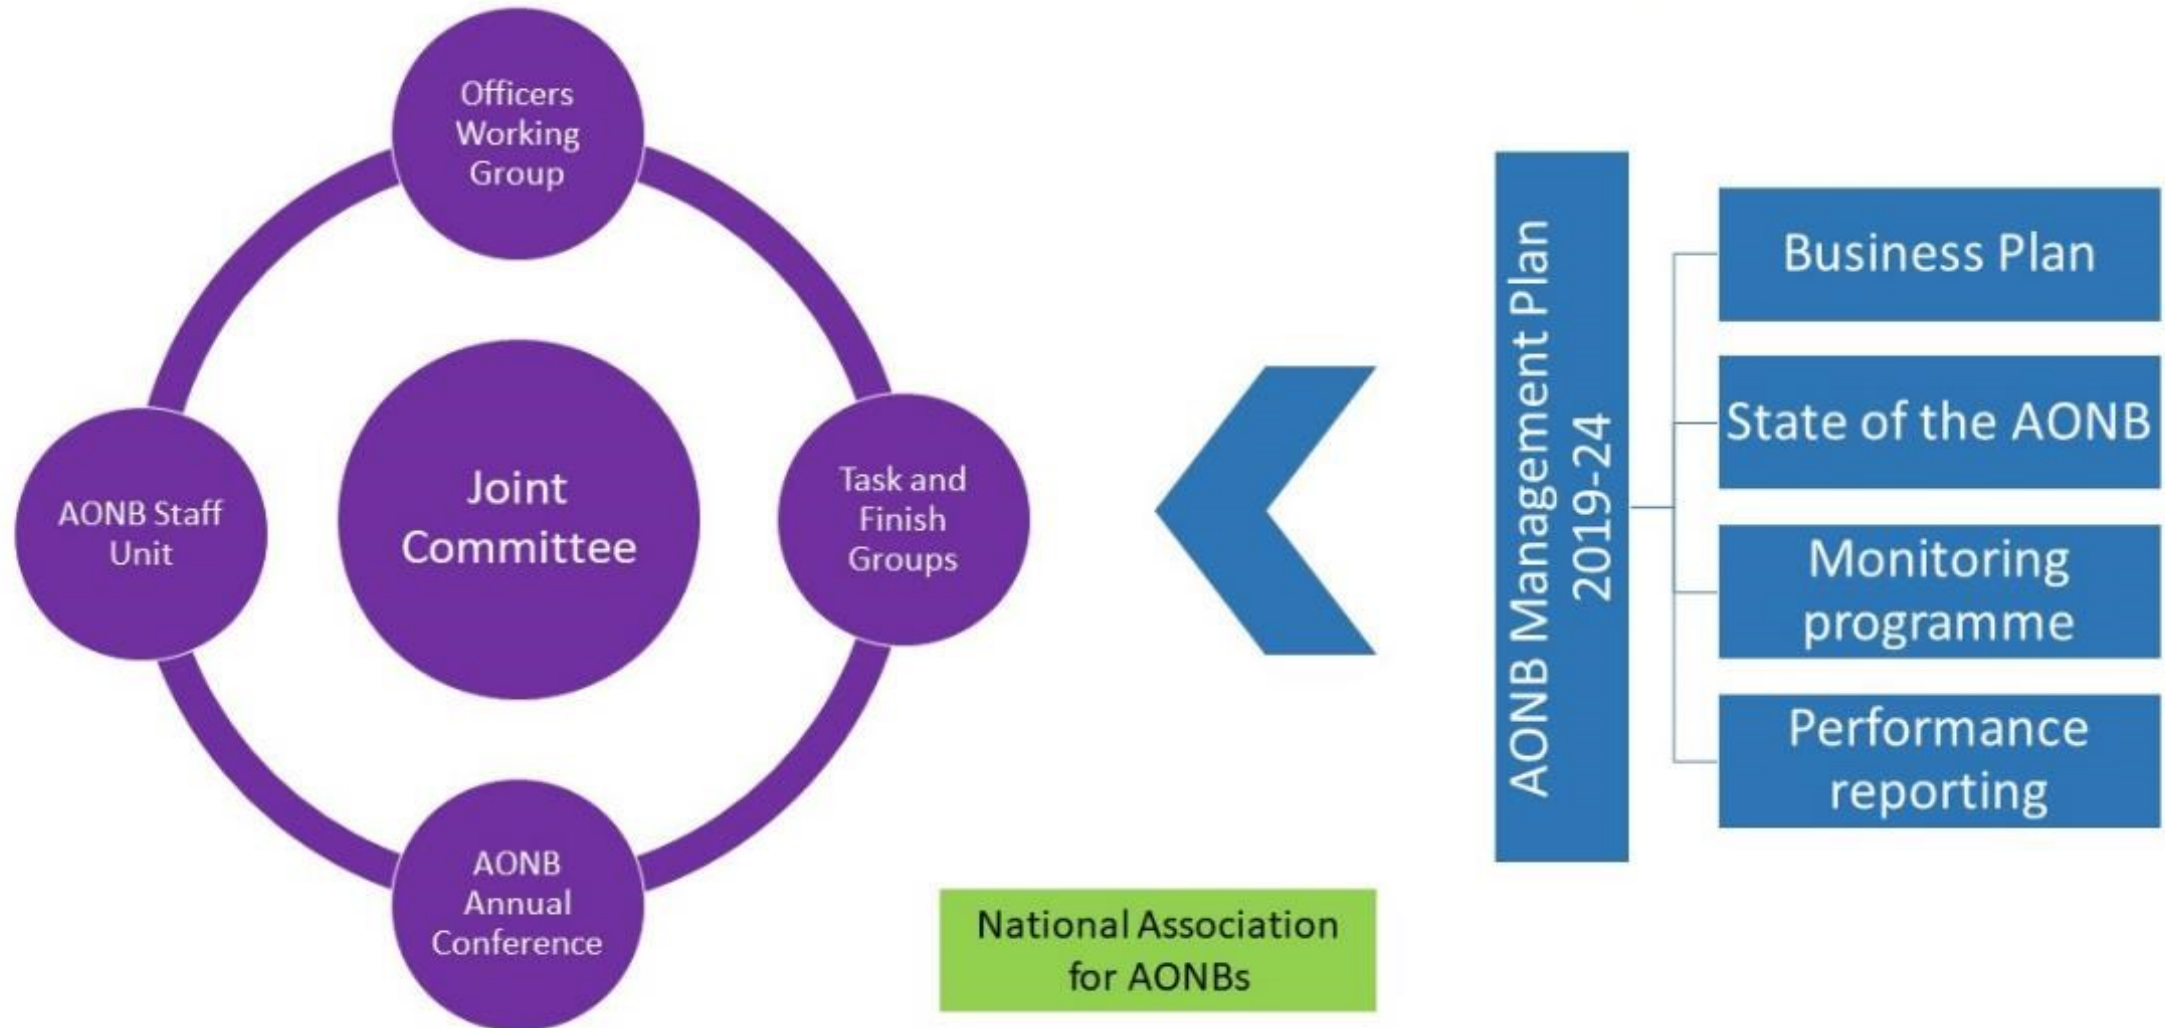 Officers
Working
Group
AONB Staff
Unit
Joint
Committee
Task and
Finish
Groups
AONB
Annual
Conference
National Association
for AONBs
AONB Management Plan
2019-24
Business Plan
State of the AONB
Monitoring
programme
Performance
reporting